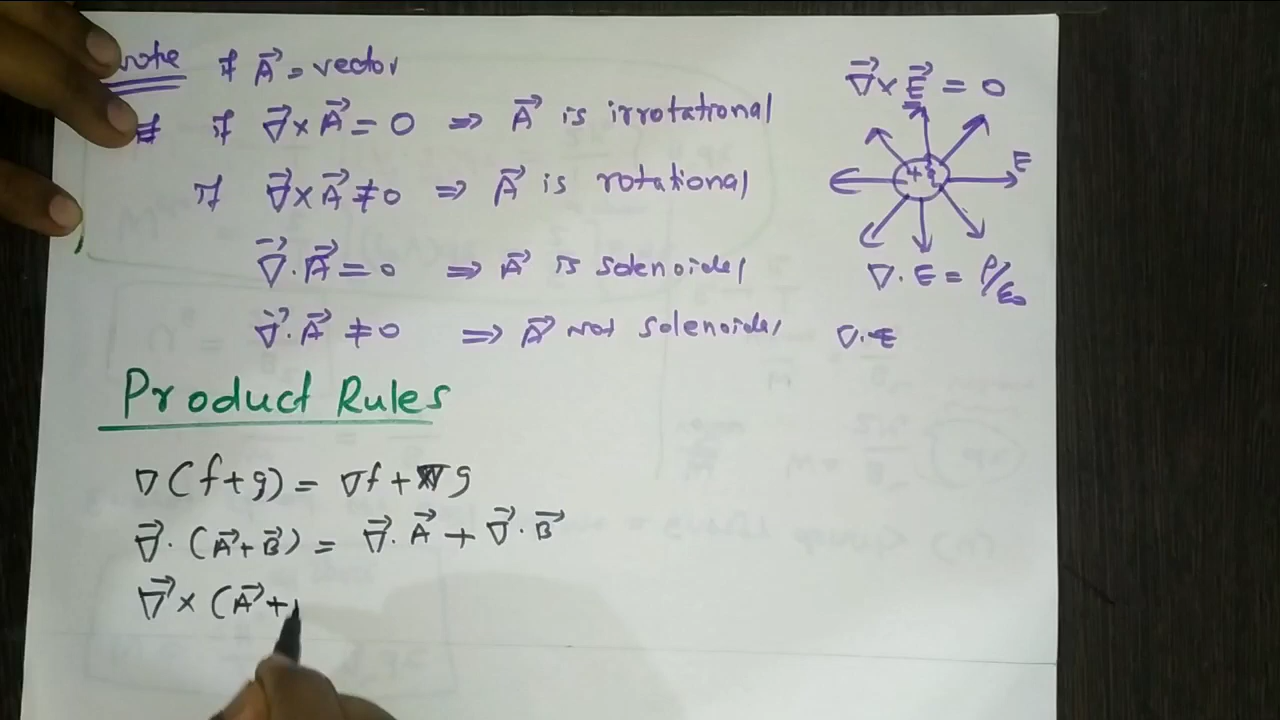 note if A⃗ = vector
if ∇⃗×A⃗ = 0 ⇒ A⃗ is irrotational
if ∇⃗×A⃗ ≠ 0 ⇒ A⃗ is rotational
∇⃗.A⃗ = 0 ⇒ A⃗ is solenoidal
∇⃗.A⃗ ≠ 0 ⇒ A⃗ not solenoidal
∇⃗×E⃗ = 0
E
+
∇.E = ρ/ε₀
∇.E
Product Rules
∇(f+g) = ∇f + ∇g
∇⃗.(A⃗+B⃗) = ∇⃗.A⃗ + ∇⃗.B⃗
∇⃗×(A⃗+